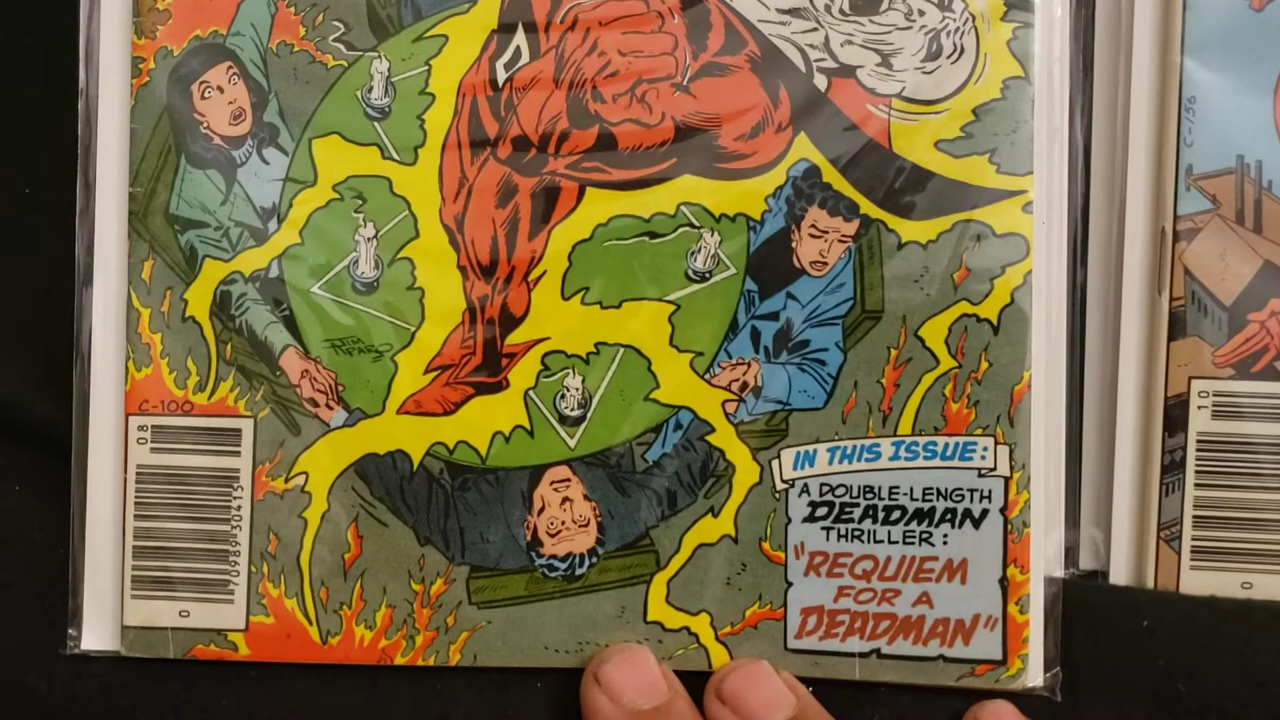 JIM
APARO
C-100
08
70989 30415
0
IN THIS ISSUE:
A DOUBLE-LENGTH
DEADMAN
THRILLER:
"REQUIEM
FOR A
DEADMAN"
C-156
10
0